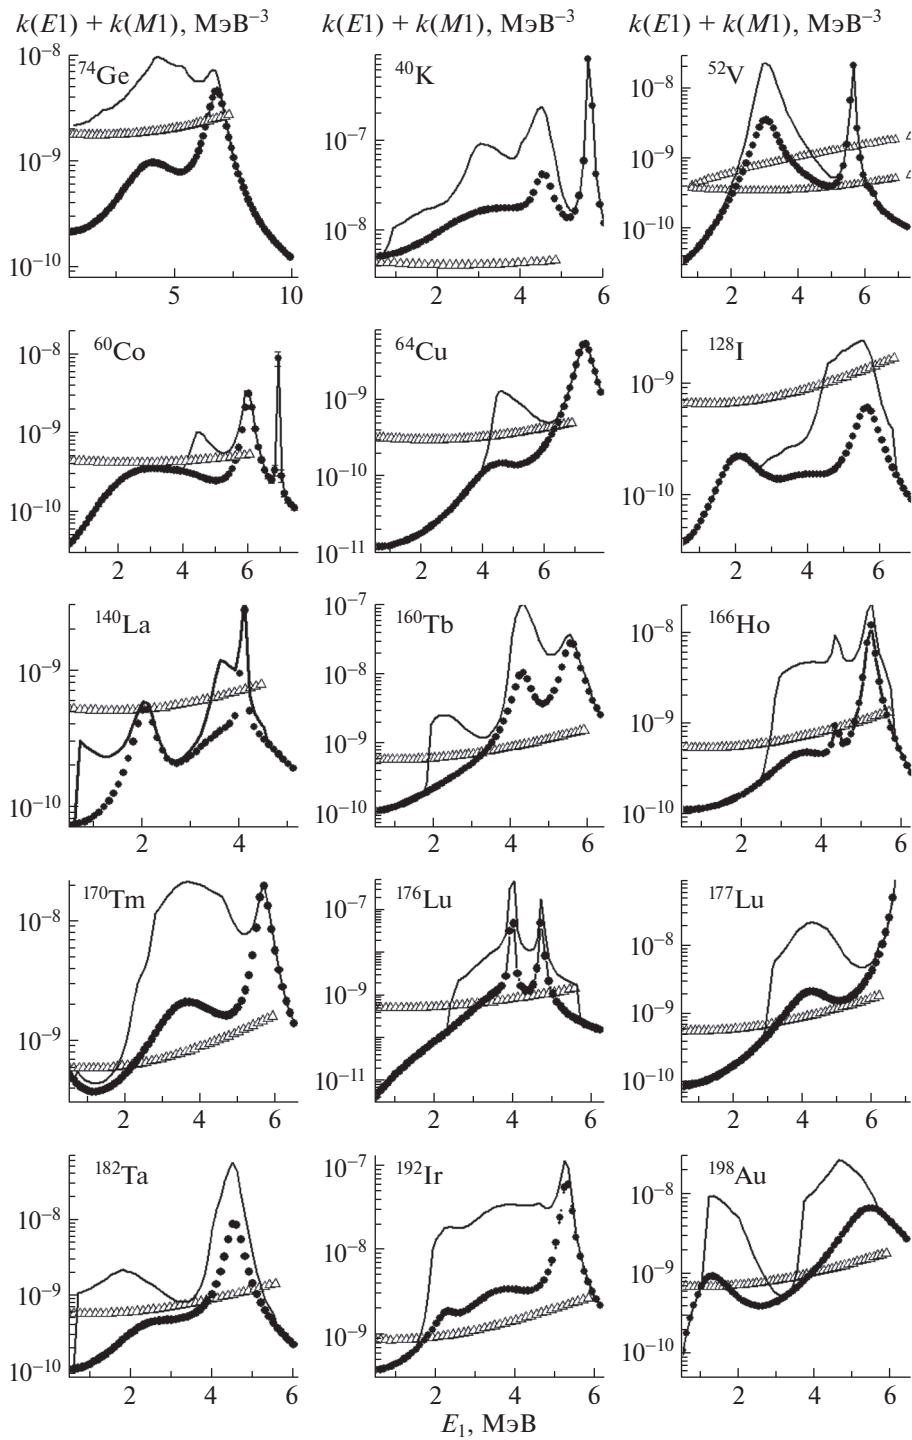 k(E1) + k(M1), МэВ⁻³ k(E1) + k(M1), МэВ⁻³ k(E1) + k(M1), МэВ⁻³
10⁻⁸ ⁷⁴Ge ⁴⁰K ⁵²V
10⁻⁷ 10⁻⁸
10⁻⁹ 10⁻⁹
10⁻⁸ 10⁻¹⁰
10⁻¹⁰
5 10 2 4 6 2 4 6
10⁻⁸ ⁶⁰Co ⁶⁴Cu ¹²⁸I
10⁻⁸ 10⁻⁹
10⁻⁹ 10⁻⁹
10⁻¹⁰ 10⁻¹⁰ 10⁻¹⁰
10⁻¹¹
2 4 6 2 4 6 2 4 6
¹⁴⁰La 10⁻⁷ ¹⁶⁰Tb ¹⁶⁶Ho
10⁻⁹ 10⁻⁸ 10⁻⁸
10⁻⁹ 10⁻⁹
10⁻¹⁰ 10⁻¹⁰ 10⁻¹⁰
2 4 2 4 6 2 4 6
¹⁷⁰Tm ¹⁷⁶Lu ¹⁷⁷Lu
10⁻⁸ 10⁻⁷ 10⁻⁸
10⁻⁹ 10⁻⁹ 10⁻⁹
10⁻¹¹ 10⁻¹⁰
2 4 6 2 4 6 2 4 6
¹⁸²Ta 10⁻⁷ ¹⁹²Ir ¹⁹⁸Au
10⁻⁸ 10⁻⁸ 10⁻⁸
10⁻⁹ 10⁻⁹ 10⁻⁹
10⁻¹⁰ 10⁻¹⁰
2 4 6 2 4 6 2 4 6
E₁, МэВ